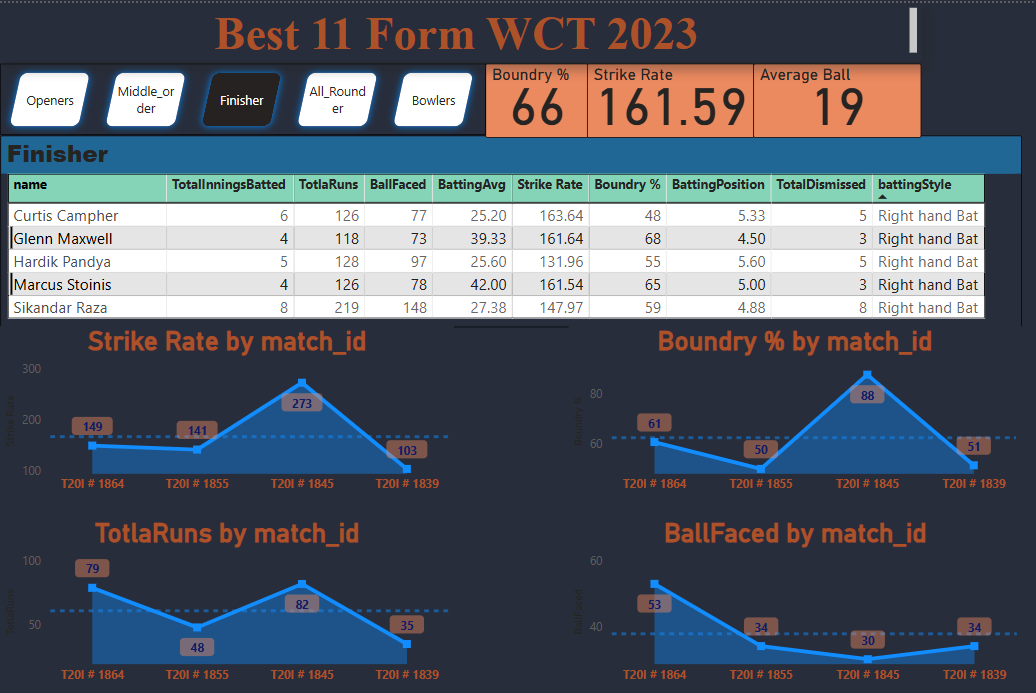 Best 11 Form WCT 2023
Openers
Middle_or
der
Finisher
All_Round
er
Bowlers
Boundry %
66
Strike Rate
161.59
Average Ball
19
Finisher
name TotalInningsBatted TotlaRuns BallFaced BattingAvg Strike Rate Boundry % BattingPosition TotalDismissed battingStyle
Curtis Campher 6 126 77 25.20 163.64 48 5.33 5 Right hand Bat
Glenn Maxwell 4 118 73 39.33 161.64 68 4.50 3 Right hand Bat
Hardik Pandya 5 128 97 25.60 131.96 55 5.60 5 Right hand Bat
Marcus Stoinis 4 126 78 42.00 161.54 65 5.00 3 Right hand Bat
Sikandar Raza 8 219 148 27.38 147.97 59 4.88 8 Right hand Bat
Strike Rate by match_id
Strike Rate
300
200
100
149
141
273
103
T20I # 1864 T20I # 1855 T20I # 1845 T20I # 1839
Boundry % by match_id
Boundry %
80
60
61
50
88
51
T20I # 1864 T20I # 1855 T20I # 1845 T20I # 1839
TotlaRuns by match_id
TotlaRuns
100
50
79
48
82
35
T20I # 1864 T20I # 1855 T20I # 1845 T20I # 1839
BallFaced by match_id
BallFaced
60
40
53
34
30
34
T20I # 1864 T20I # 1855 T20I # 1845 T20I # 1839